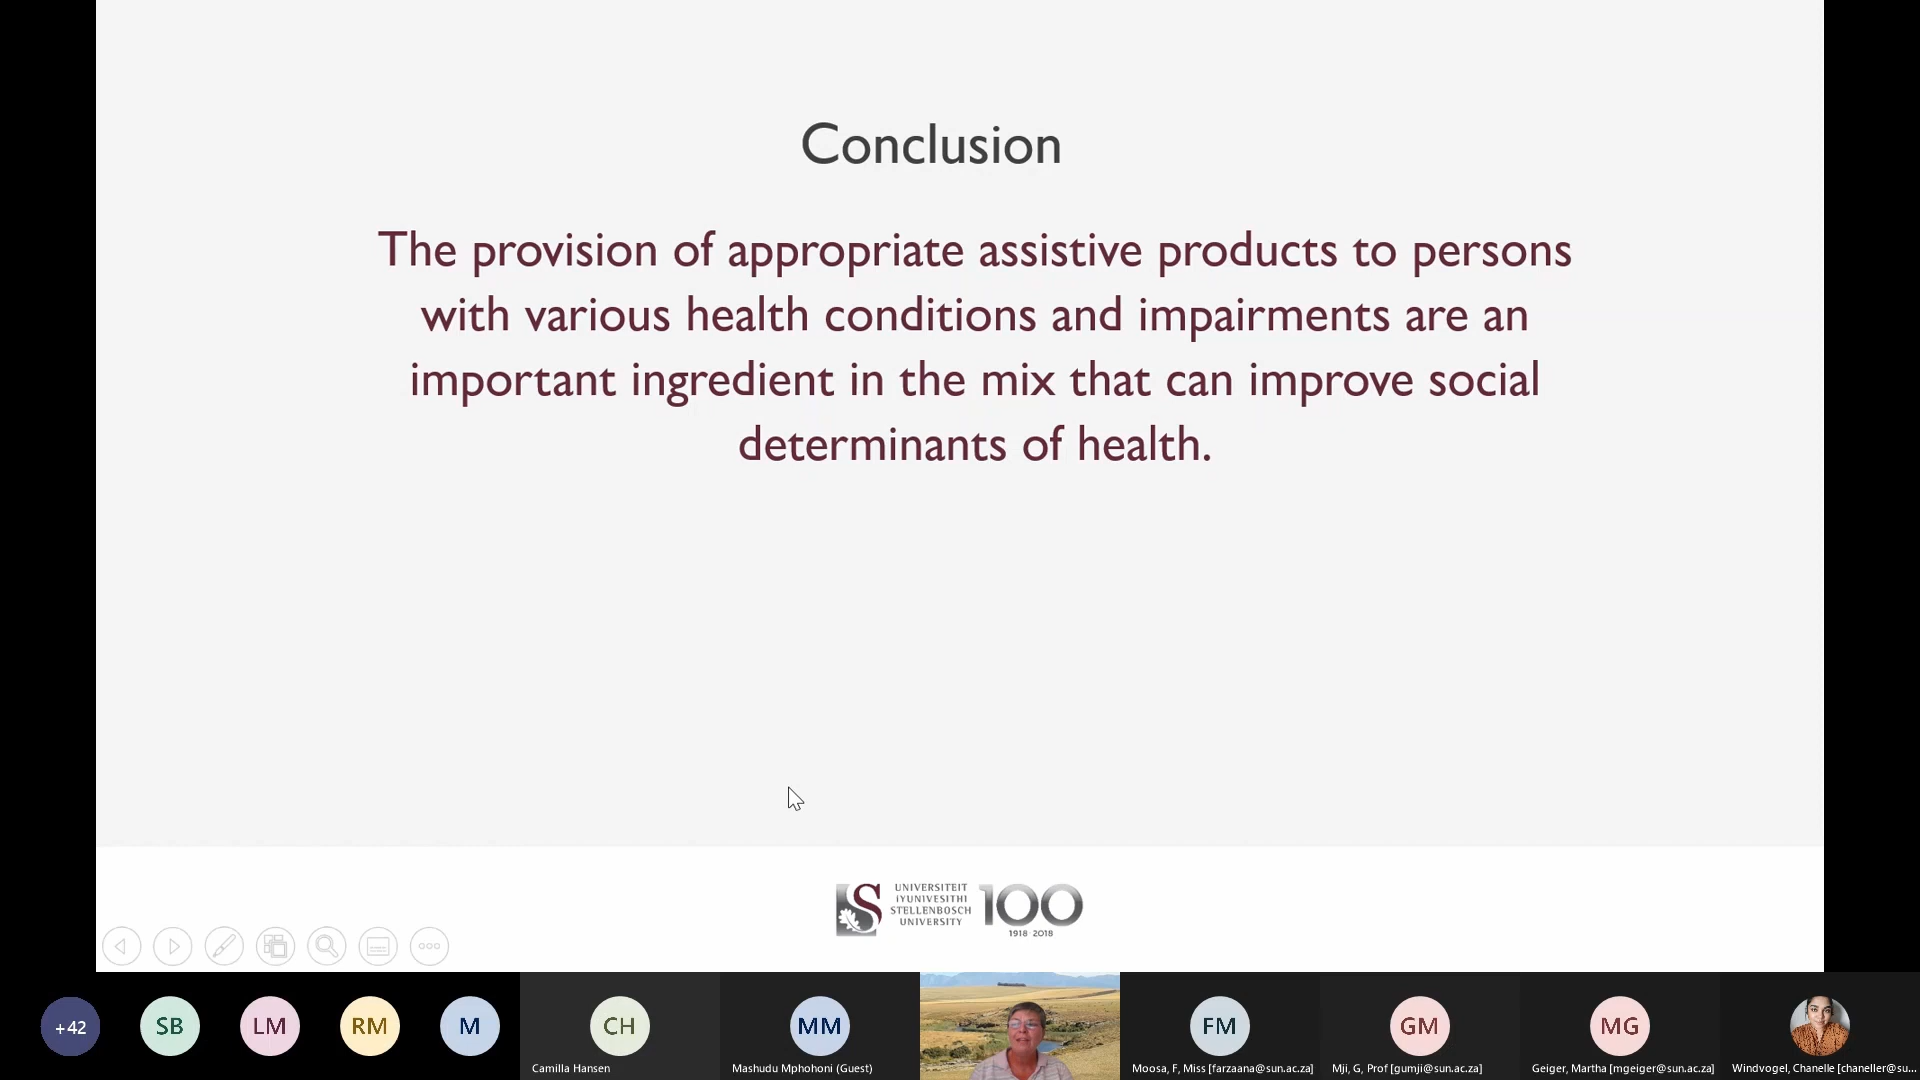 Conclusion
The provision of appropriate assistive products to persons
with various health conditions and impairments are an
important ingredient in the mix that can improve social
determinants of health.
UNIVERSITEIT
iYUNIVESITHI
STELLENBOSCH
UNIVERSITY
100
1918 2018
+42
SB
LM
RM
M
CH
MM
FM
GM
MG
Camilla Hansen
Mashudu Mphohoni (Guest)
Moosa, F, Miss [farzaana@sun.ac.za]
Mji, G, Prof [gumji@sun.ac.za]
Geiger, Martha [mgeiger@sun.ac.za]
Windvogel, Chanelle [chaneller@su...